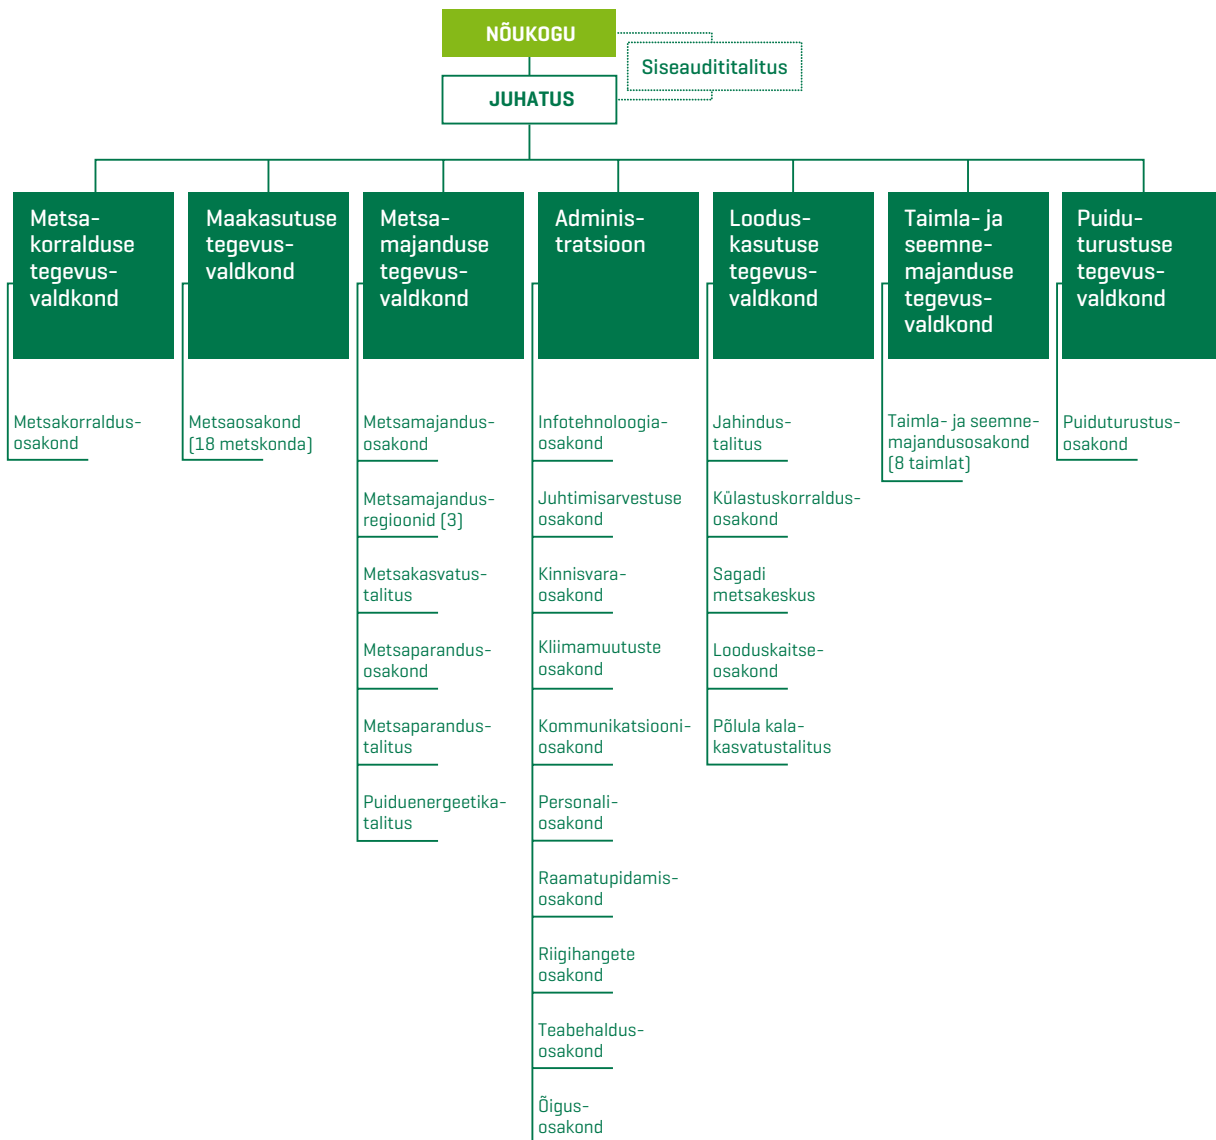 NÕUKOGU
Siseaudititalitus
JUHATUS
Metsa-
korralduse
tegevus-
valdkond
Metsakorraldus-
osakond
Maakasutuse
tegevus-
valdkond
Metsaosakond
(18 metskonda)
Metsa-
majanduse
tegevus-
valdkond
Metsamajandus-
osakond
Metsamajandus-
regioonid (3)
Metsakasvatus-
talitus
Metsaparandus-
osakond
Metsaparandus-
talitus
Puiduenergeetika-
talitus
Adminis-
tratsioon
Infotehnoloogia-
osakond
Juhtimisarvestuse
osakond
Kinnisvara-
osakond
Kliimamuutuste
osakond
Kommunikatsiooni-
osakond
Personali-
osakond
Raamatupidamis-
osakond
Riigihangete
osakond
Teabehaldus-
osakond
Õigus-
osakond
Loodus-
kasutuse
tegevus-
valdkond
Jahindus-
talitus
Külastuskorraldus-
osakond
Sagadi
metsakeskus
Looduskaitse-
osakond
Põlula kala-
kasvatustalitus
Taimla- ja
seemne-
majanduse
tegevus-
valdkond
Taimla- ja seemne-
majandusosakond
(8 taimlat)
Puidu-
turustuse
tegevus-
valdkond
Puiduturustus-
osakond